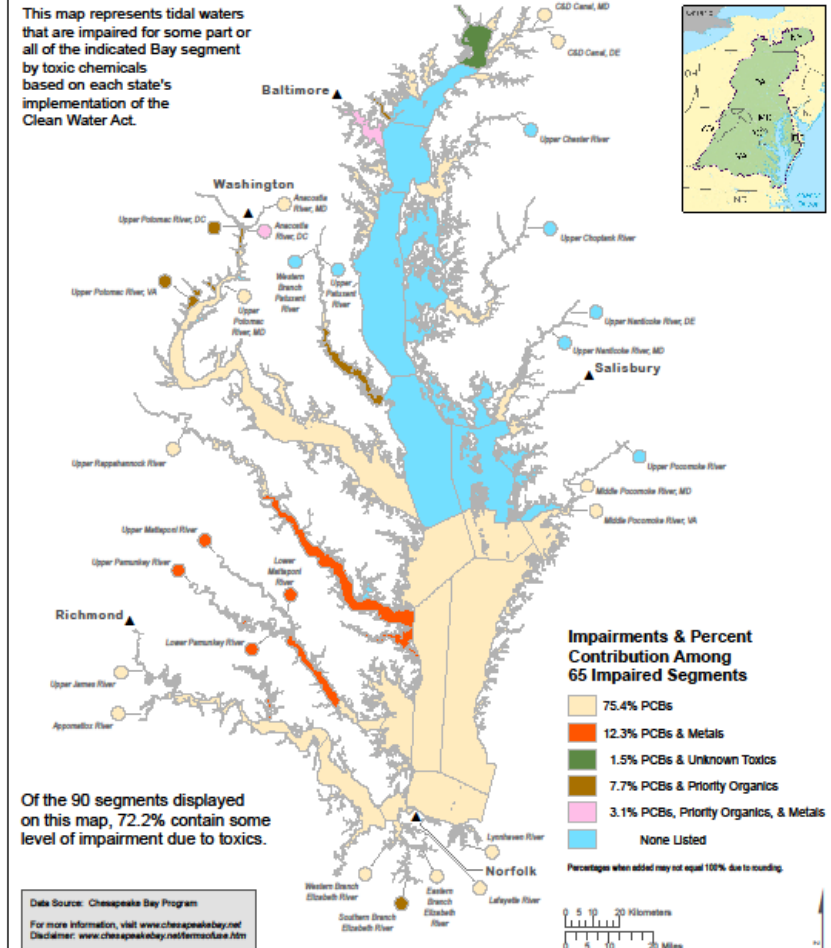 This map represents tidal waters
that are impaired for some part or
all of the indicated Bay segment
by toxic chemicals
based on each state's
implementation of the
Clean Water Act.
C&D Canal, MD
C&D Canal, DE
Baltimore
Upper Chester River
Washington
Anacostia
River, MD
Upper Potomac River, DC
Anacostia
River, DC
Upper Choptank River
Western
Branch
Patuxent
River
Upper
Patuxent
River
Upper Potomac River, VA
Upper
Potomac
River, MD
Upper Nanticoke River, DE
Upper Nanticoke River, MD
Salisbury
Upper Rappahannock River
Upper Pocomoke River
Middle Pocomoke River, MD
Middle Pocomoke River, VA
Upper Mattaponi River
Upper Pamunkey River
Lower
Mattaponi
River
Richmond
Lower Pamunkey River
Upper James River
Appomattox River
Impairments & Percent
Contribution Among
65 Impaired Segments
75.4% PCBs
12.3% PCBs & Metals
1.5% PCBs & Unknown Toxics
7.7% PCBs & Priority Organics
3.1% PCBs, Priority Organics, & Metals
None Listed
Percentages when added may not equal 100% due to rounding.
Of the 90 segments displayed
on this map, 72.2% contain some
level of impairment due to toxics.
Lynnhaven River
Norfolk
Lafayette River
Western Branch
Elizabeth River
Eastern
Branch
Elizabeth
River
Southern Branch
Elizabeth River
Data Source: Chesapeake Bay Program
For more information, visit www.chesapeakebay.net
Disclaimer: www.chesapeakebay.net/termsofuse.htm
0 5 10 20 Kilometers
0 5 10 20 Miles